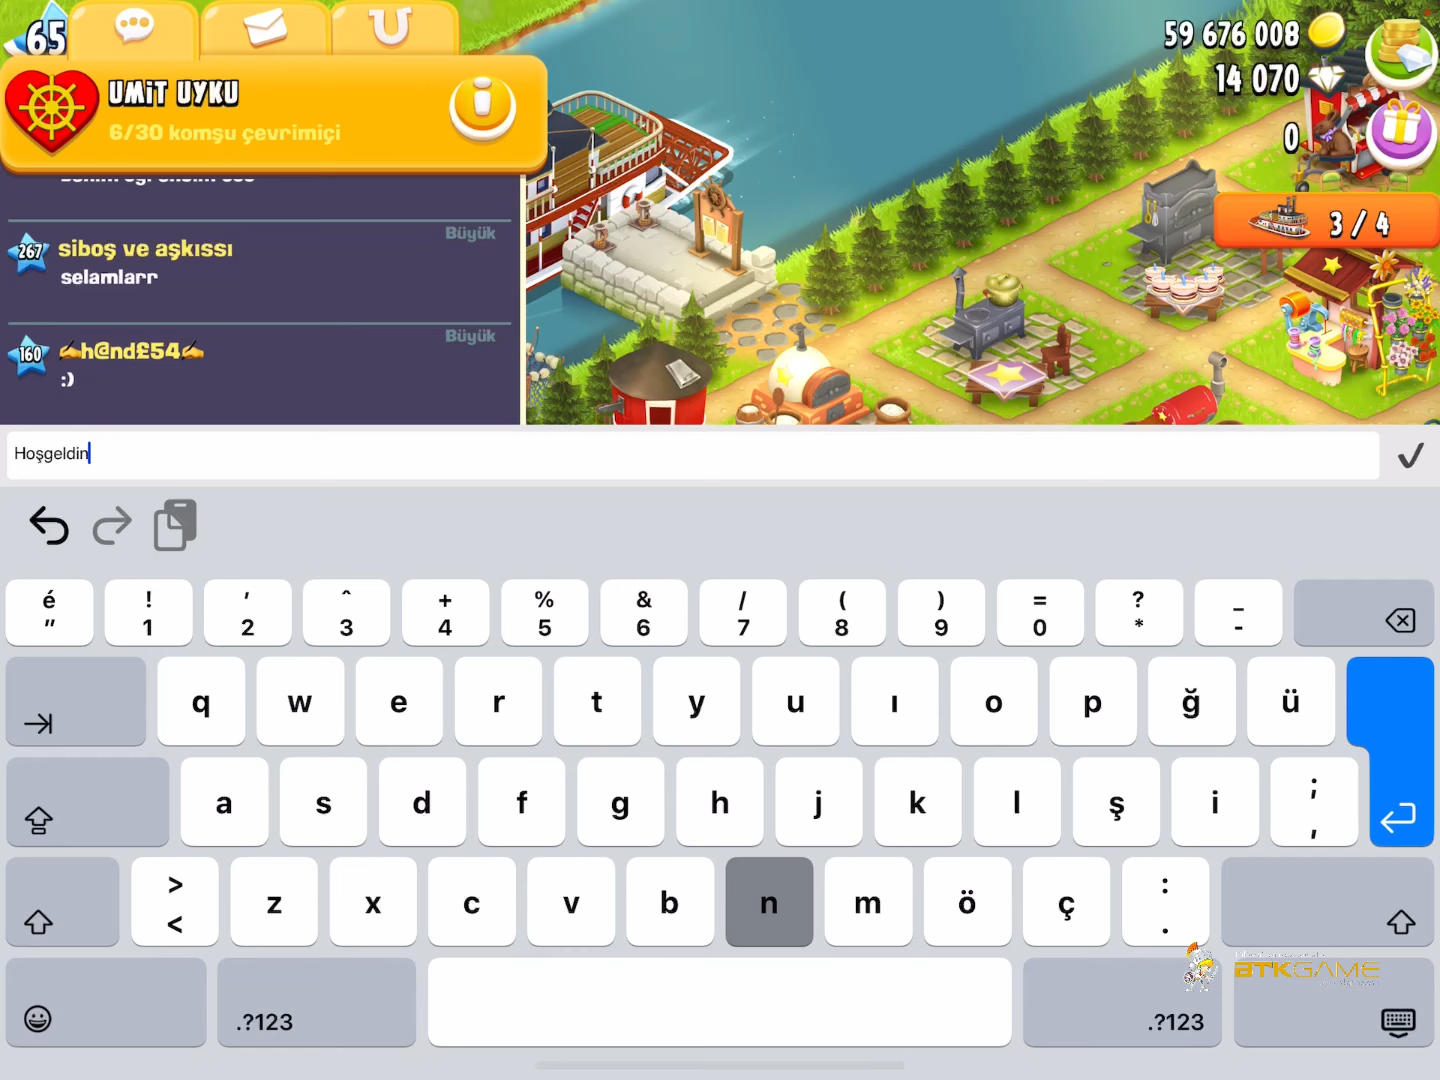 65
59 676 008
14 070
0
UMiT UYKU
6/30 komşu çevrimiçi
3 / 4
Büyük
267 siboş ve aşkıssı
selamlarr
Büyük
160 ✍h@nd£54✍
:)
Hoşgeldin
é ! ' ^ + % & / ( ) = ? _
" 1 2 3 4 5 6 7 8 9 0 * -
q w e r t y u ı o p ğ ü
a s d f g h j k l ş i ; ,
> < z x c v b n m ö ç : .
.?123 .?123
ATKGAME